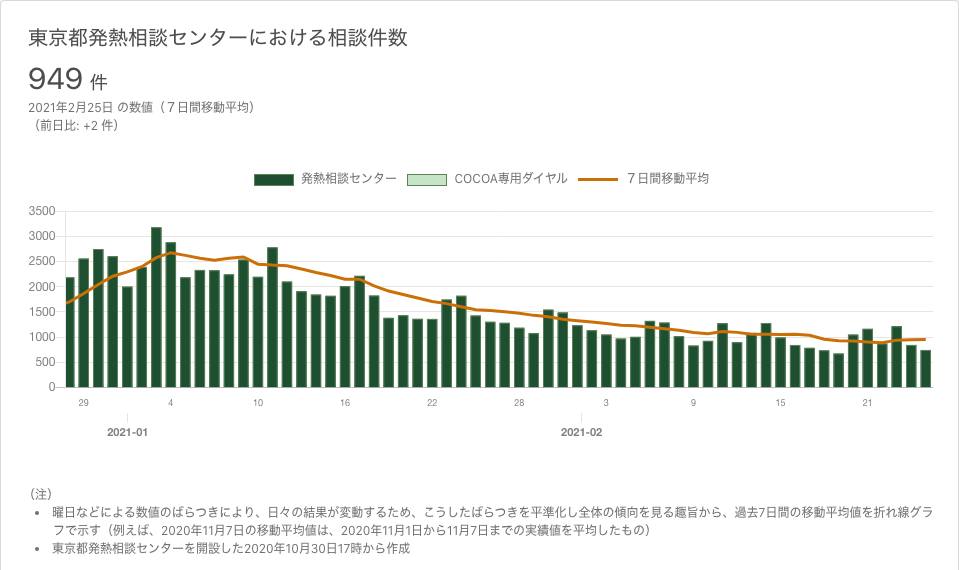 東京都発熱相談センターにおける相談件数
949 件
2021年2月25日 の数値（７日間移動平均）
（前日比: +2 件）
発熱相談センター COCOA専用ダイヤル ７日間移動平均
3500
3000
2500
2000
1500
1000
500
0
29 4 10 16 22 28 3 9 15 21
2021-01 2021-02
（注）
• 曜日などによる数値のばらつきにより、日々の結果が変動するため、こうしたばらつきを平準化し全体の傾向を見る趣旨から、過去7日間の移動平均値を折れ線グラ
フで示す（例えば、2020年11月7日の移動平均値は、2020年11月1日から11月7日までの実績値を平均したもの）
• 東京都発熱相談センターを開設した2020年10月30日17時から作成